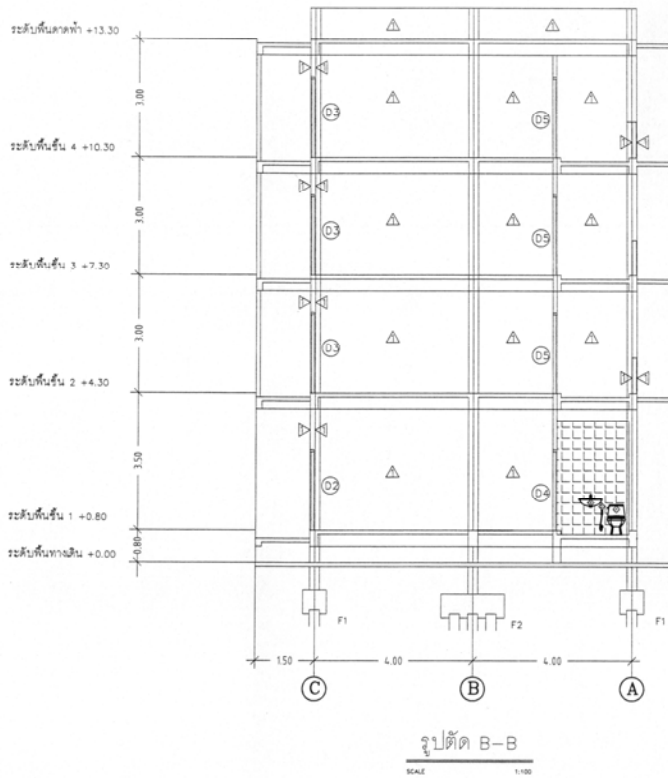 ระดับพื้นดาดฟ้า +13.30
3.00
D3
D5
ระดับพื้นชั้น 4 +10.30
3.00
D3
D5
ระดับพื้นชั้น 3 +7.30
3.00
D3
D5
ระดับพื้นชั้น 2 +4.30
3.50
D2
D4
ระดับพื้นชั้น 1 +0.80
0.80
ระดับพื้นทางเดิน +0.00
F1
F2
F1
1.50
4.00
4.00
C
B
A
รูปตัด B-B
SCALE 1:100